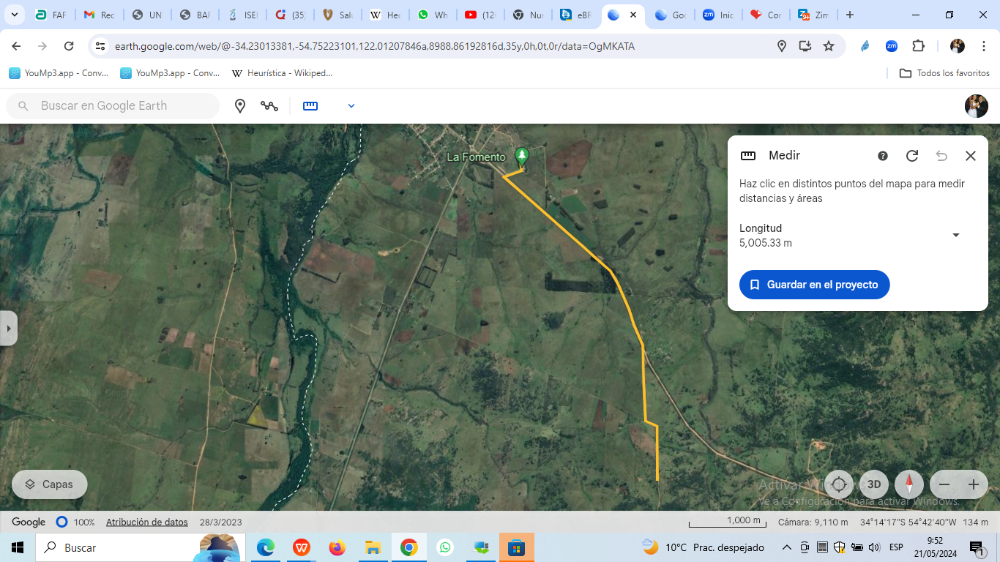 FAF
Rec
UN
BAF
ISEF
(35)
Salu
Hec
Wh
(126
Nue
eBF
Goo
Inic
Cor
Zim
earth.google.com/web/@-34.23013381,-54.75223101,122.01207846a,8988.86192816d,35y,0h,0t,0r/data=OgMKATA
YouMp3.app - Conv...
YouMp3.app - Conv...
Heurística - Wikiped...
Todos los favoritos
Buscar en Google Earth
La Fomento
Medir
Haz clic en distintos puntos del mapa para medir
distancias y áreas
Longitud
5,005.33 m
Guardar en el proyecto
Capas
3D
Activar Windows
Ve a Configuración para activar Windows.
Google
100%
Atribución de datos
28/3/2023
1,000 m
Cámara: 9,110 m
34°14'17"S 54°42'40"W
134 m
Buscar
10°C Prac. despejado
ESP
9:52
21/05/2024
1